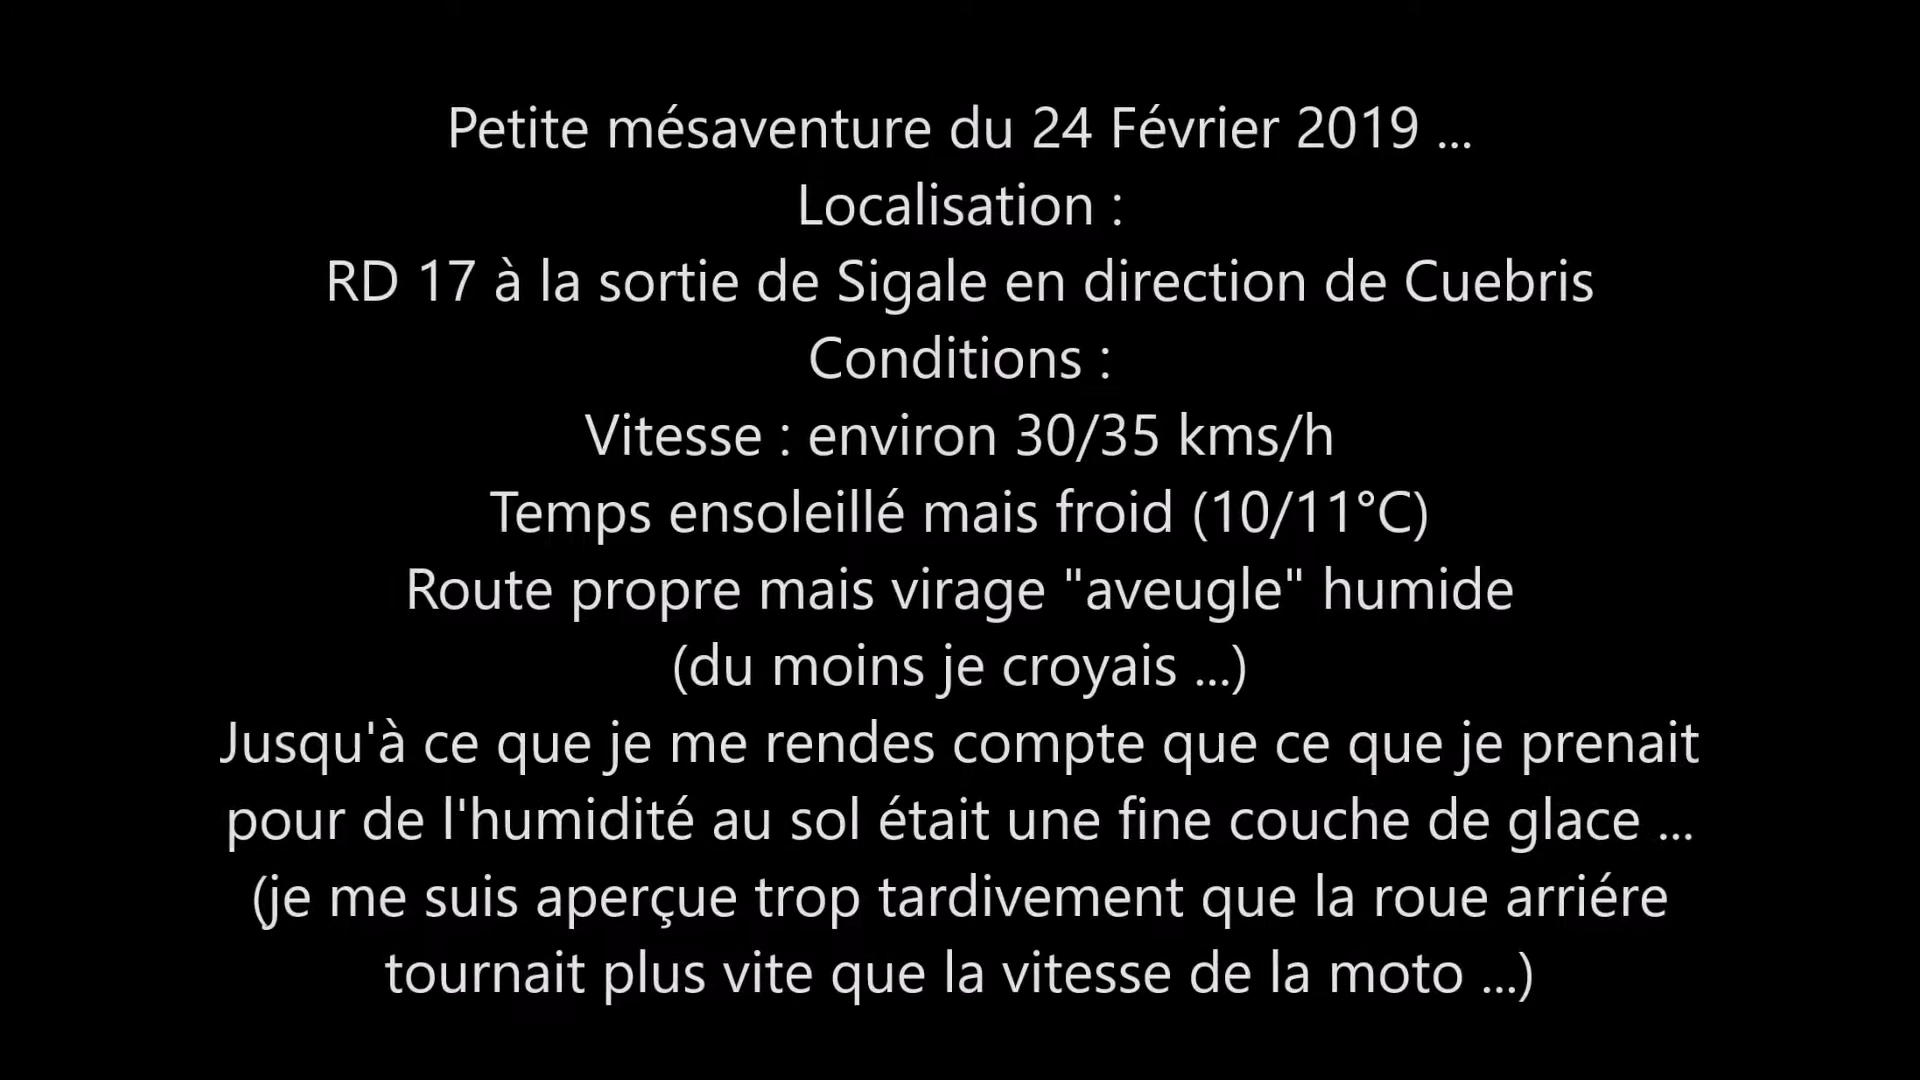 Petite mésaventure du 24 Février 2019 ...
Localisation :
RD 17 à la sortie de Sigale en direction de Cuebris
Conditions :
Vitesse : environ 30/35 kms/h
Temps ensoleillé mais froid (10/11°C)
Route propre mais virage "aveugle" humide
(du moins je croyais ...)
Jusqu'à ce que je me rendes compte que ce que je prenait
pour de l'humidité au sol était une fine couche de glace ...
(je me suis aperçue trop tardivement que la roue arriére
tournait plus vite que la vitesse de la moto ...)